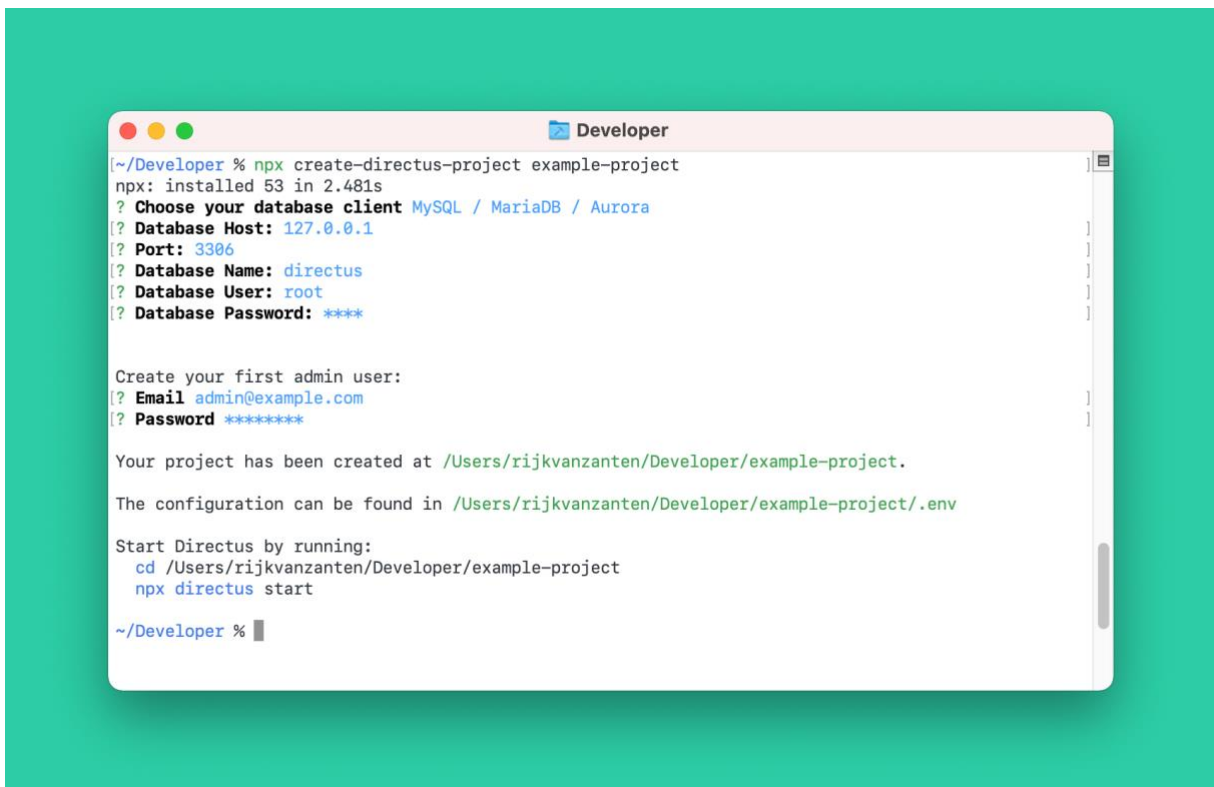 Developer
[~/Developer % npx create-directus-project example-project ]
npx: installed 53 in 2.481s
? Choose your database client MySQL / MariaDB / Aurora
[? Database Host: 127.0.0.1 ]
[? Port: 3306 ]
[? Database Name: directus ]
[? Database User: root ]
[? Database Password: **** ]
Create your first admin user:
[? Email admin@example.com ]
[? Password ******** ]
Your project has been created at /Users/rijkvanzanten/Developer/example-project.
The configuration can be found in /Users/rijkvanzanten/Developer/example-project/.env
Start Directus by running:
cd /Users/rijkvanzanten/Developer/example-project
npx directus start
~/Developer %